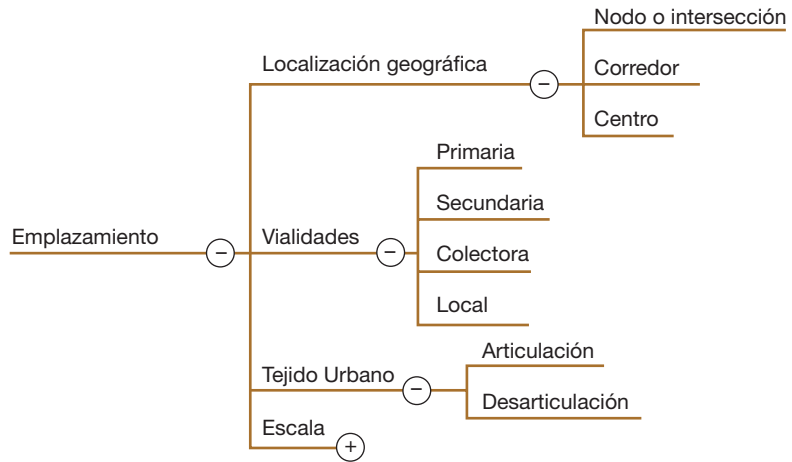 Emplazamiento
Localización geográfica
Nodo o intersección
Corredor
Centro
Vialidades
Primaria
Secundaria
Colectora
Local
Tejido Urbano
Articulación
Desarticulación
Escala